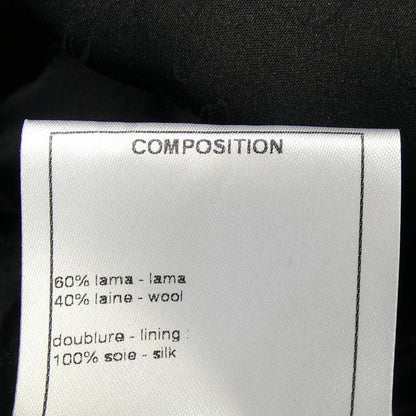 COMPOSITION
60% lama - lama
40% laine - wool
doublure - lining :
100% soie - silk